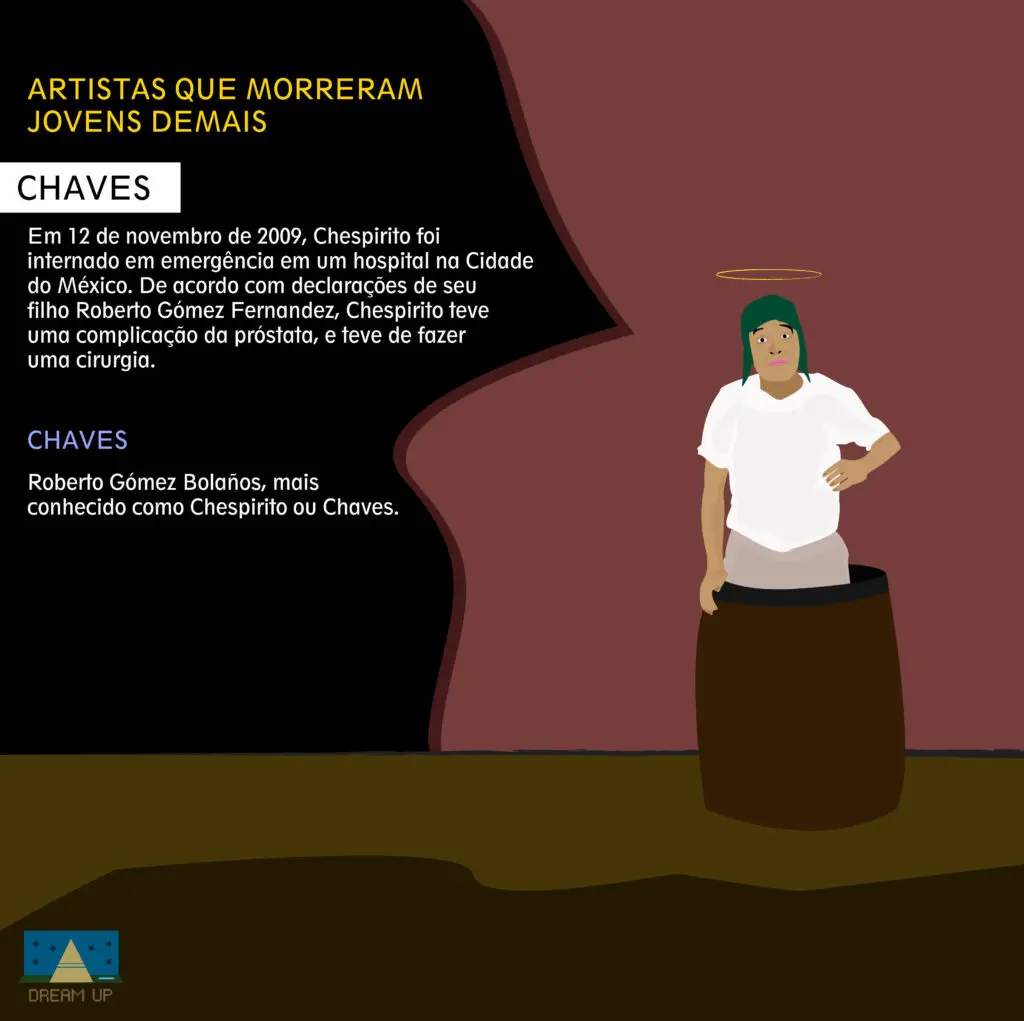 ARTISTAS QUE MORRERAM
JOVENS DEMAIS
CHAVES
Em 12 de novembro de 2009, Chespirito foi
internado em emergência em um hospital na Cidade
do México. De acordo com declarações de seu
filho Roberto Gómez Fernandez, Chespirito teve
uma complicação da próstata, e teve de fazer
uma cirurgia.
CHAVES
Roberto Gómez Bolaños, mais
conhecido como Chespirito ou Chaves.
DREAM UP